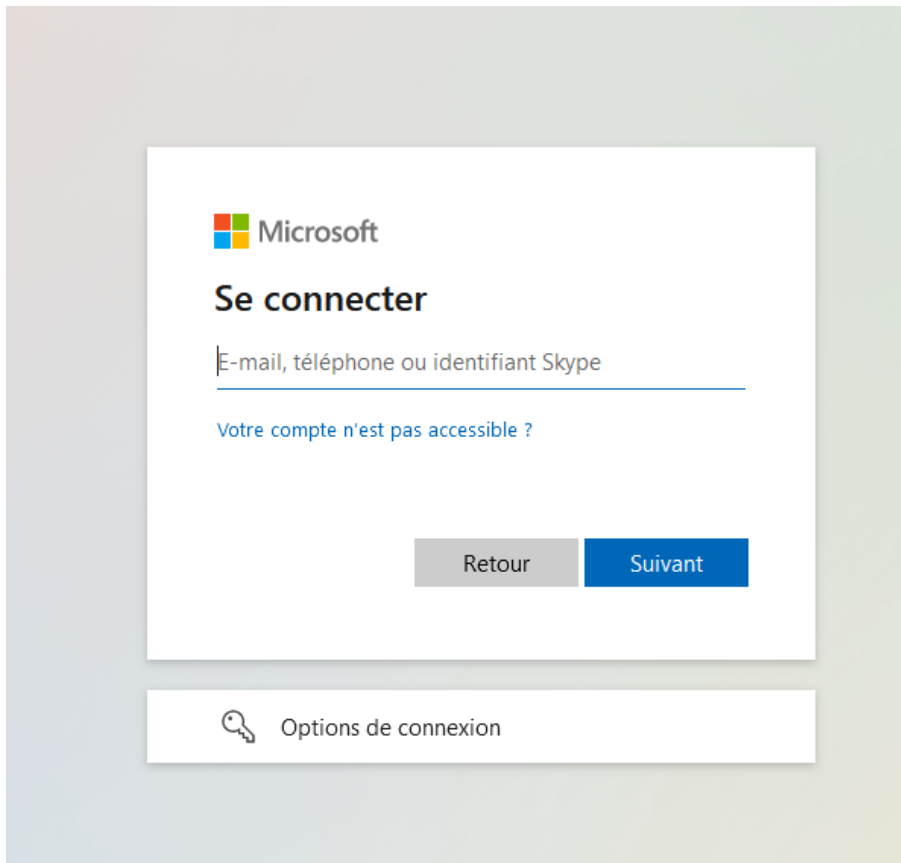 Microsoft
Se connecter
E-mail, téléphone ou identifiant Skype
Votre compte n'est pas accessible ?
Retour
Suivant
Options de connexion